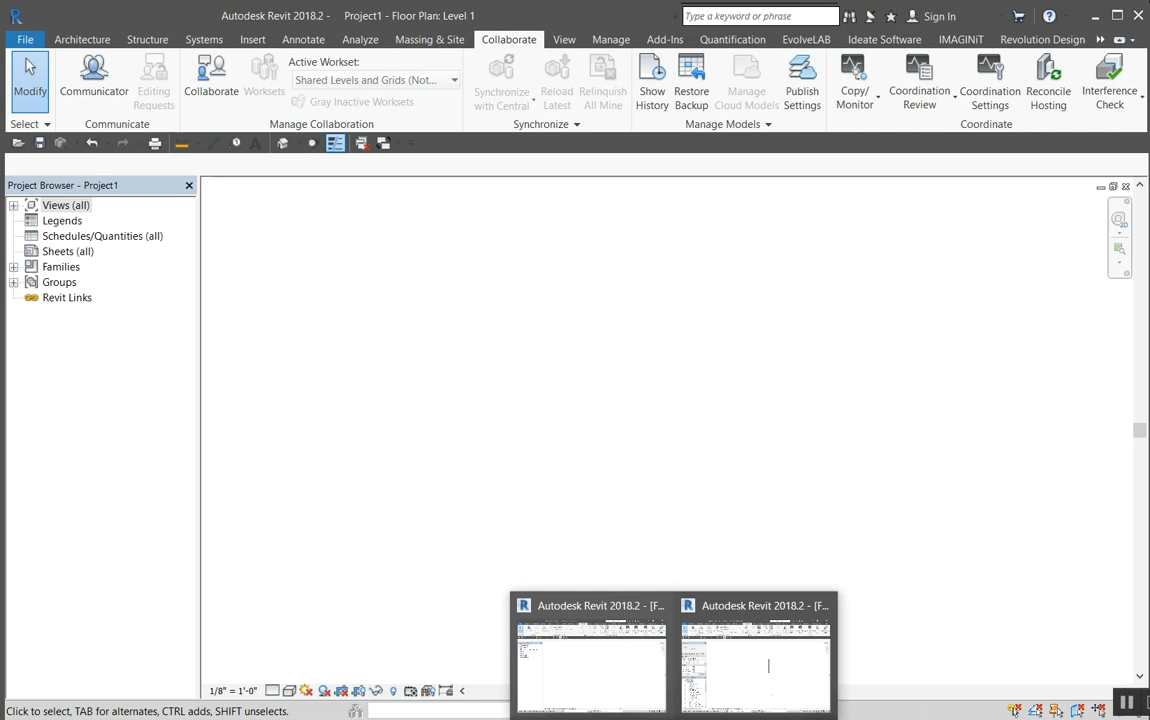 Autodesk Revit 2018.2 - Project1 - Floor Plan: Level 1
Type a keyword or phrase
Sign In
File Architecture Structure Systems Insert Annotate Analyze Massing & Site Collaborate View Manage Add-Ins Quantification EvolveLAB Ideate Software IMAGINiT Revolution Design
Modify
Communicator
Editing
Requests
Collaborate
Worksets
Active Workset:
Shared Levels and Grids (Not...
Gray Inactive Worksets
Synchronize
with Central
Reload
Latest
Relinquish
All Mine
Show
History
Restore
Backup
Manage
Cloud Models
Publish
Settings
Copy/
Monitor
Coordination
Review
Coordination
Settings
Reconcile
Hosting
Interference
Check
Select
Communicate
Manage Collaboration
Synchronize
Manage Models
Coordinate
Project Browser - Project1
Views (all)
Legends
Schedules/Quantities (all)
Sheets (all)
Families
Groups
Revit Links
2D
Autodesk Revit 2018.2 - [F...
Autodesk Revit 2018.2 - [F...
1/8" = 1'-0"
Click to select, TAB for alternates, CTRL adds, SHIFT unselects.